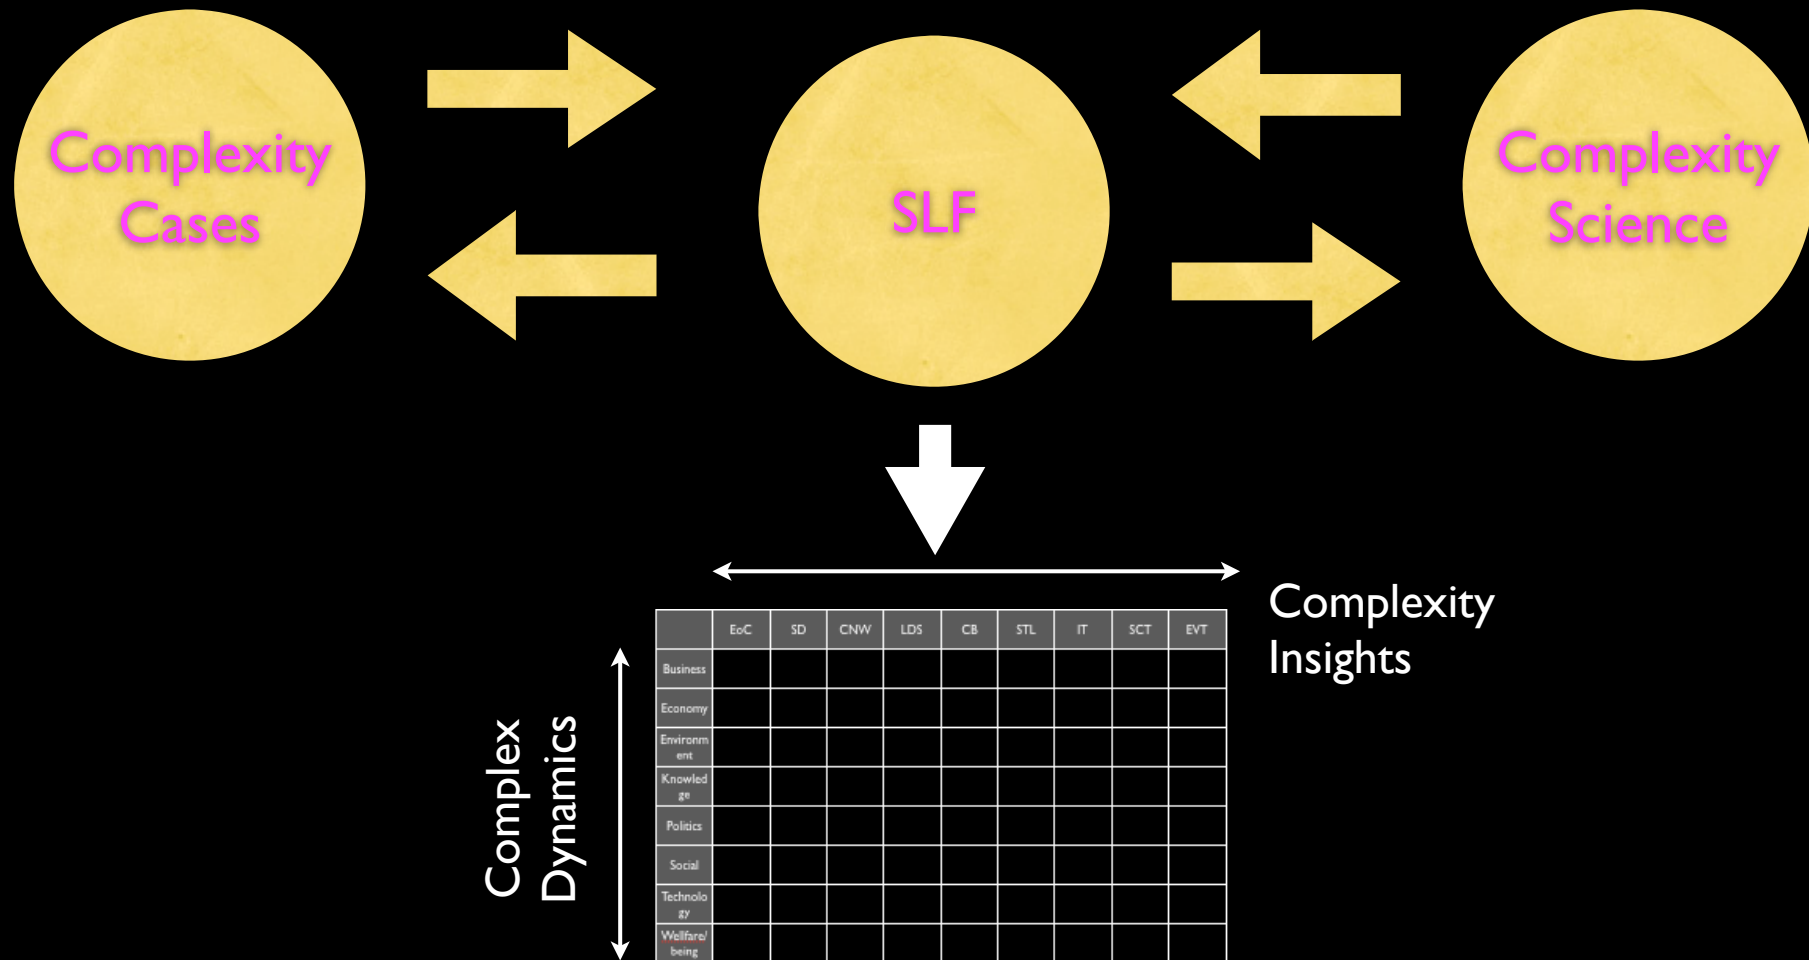 Complexity
Cases
SLF
Complexity
Science
Complexity
Insights
Complex
Dynamics
EoC SD CNW LDS CB STL IT SCT EVT
Business
Economy
Environm
ent
Knowled
ge
Politics
Social
Technolo
gy
Wellfare/
being